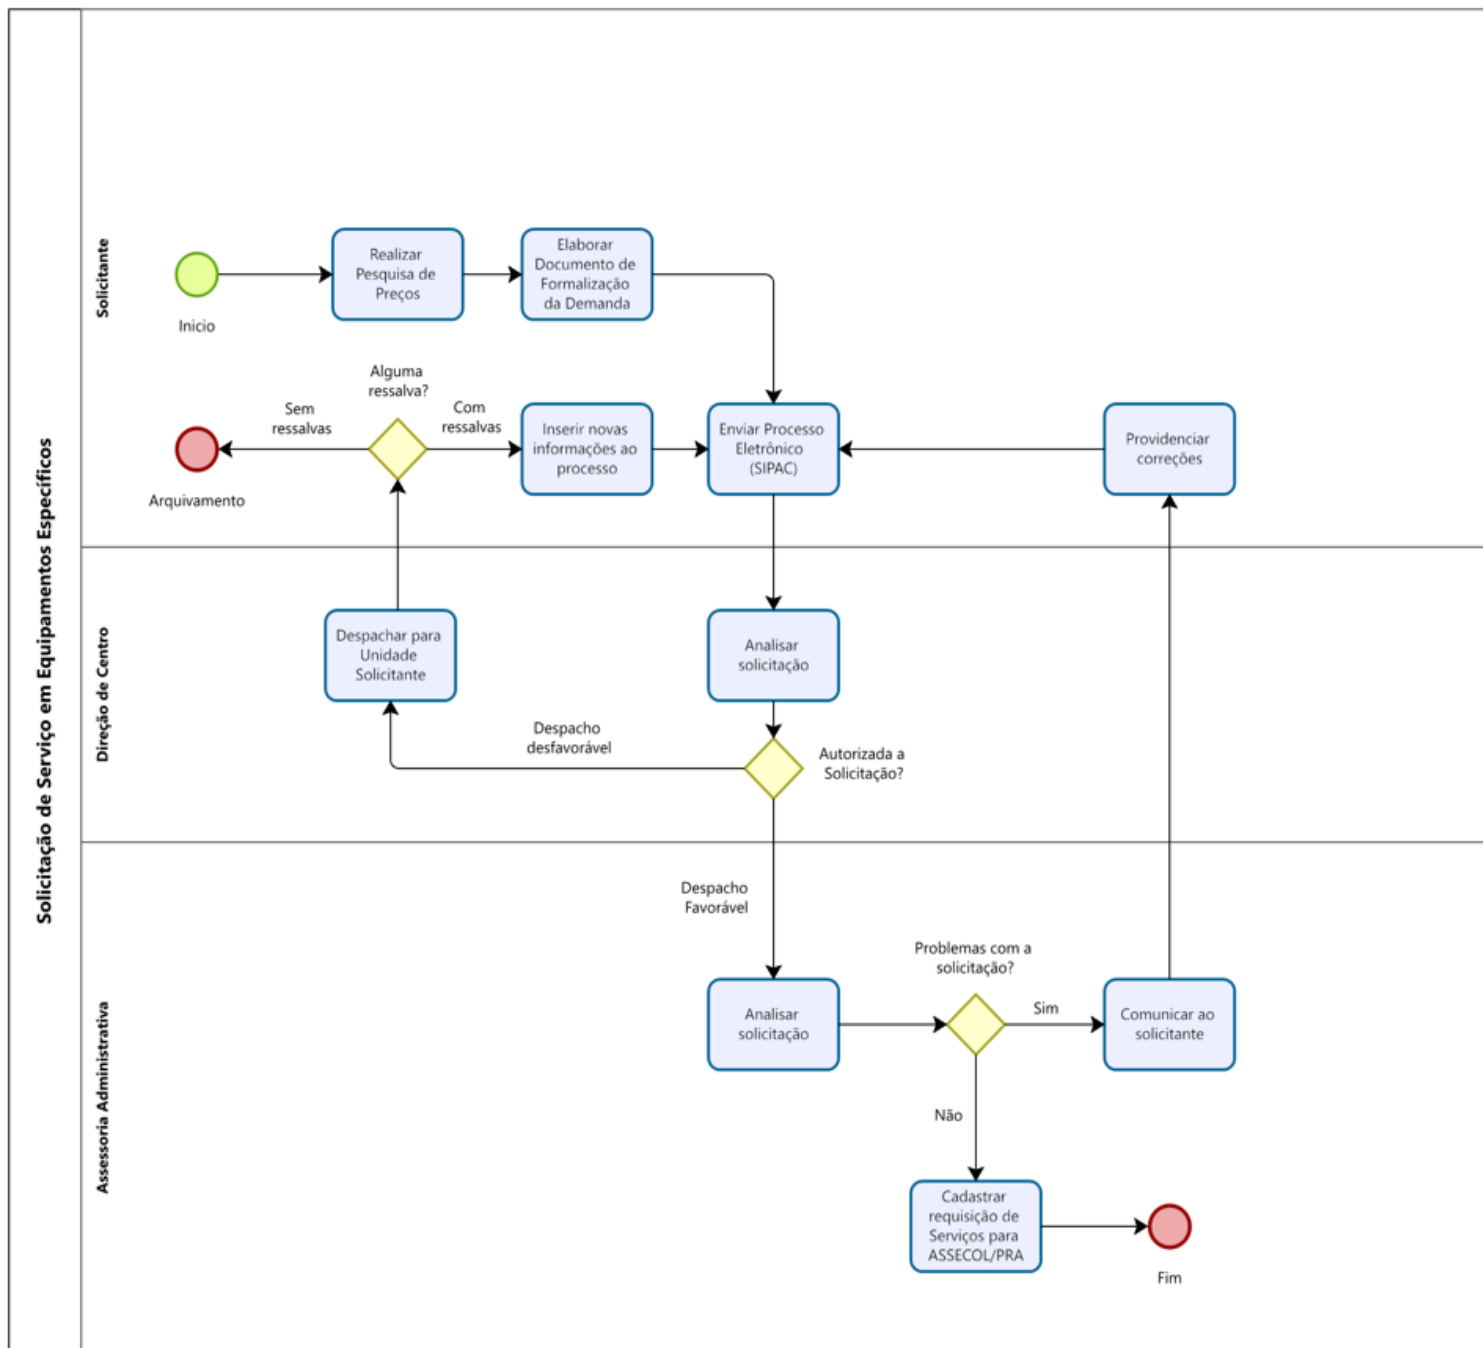 Solicitação de Serviço em Equipamentos Específicos
Solicitante
Inicio
Realizar
Pesquisa de
Preços
Elaborar
Documento de
Formalização
da Demanda
Alguma
ressalva?
Sem
ressalvas
Com
ressalvas
Arquivamento
Inserir novas
informações ao
processo
Enviar Processo
Eletrônico
(SIPAC)
Providenciar
correções
Direção de Centro
Despachar para
Unidade
Solicitante
Analisar
solicitação
Despacho
desfavorável
Autorizada a
Solicitação?
Assessoria Administrativa
Despacho
Favorável
Analisar
solicitação
Problemas com a
solicitação?
Sim
Comunicar ao
solicitante
Não
Cadastrar
requisição de
Serviços para
ASSECOL/PRA
Fim